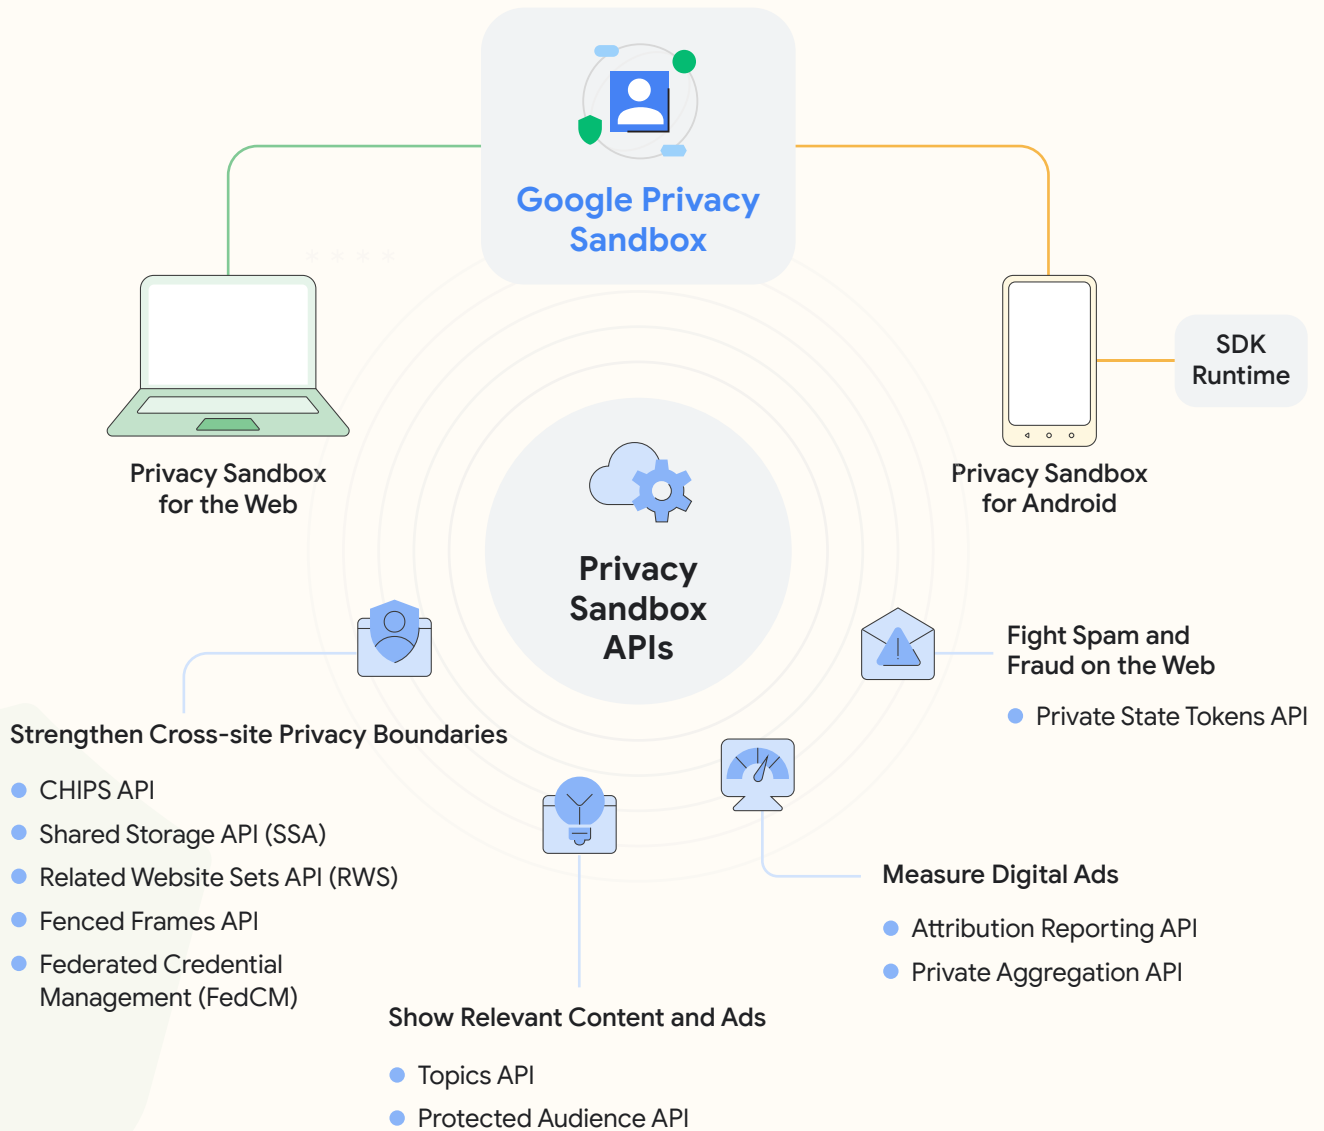 Google Privacy
Sandbox
* * * *
SDK
Runtime
Privacy Sandbox
for the Web
Privacy Sandbox
for Android
Privacy
Sandbox
APIs
Fight Spam and
Fraud on the Web
Private State Tokens API
Strengthen Cross-site Privacy Boundaries
CHIPS API
Shared Storage API (SSA)
Related Website Sets API (RWS)
Fenced Frames API
Federated Credential
Management (FedCM)
Measure Digital Ads
Attribution Reporting API
Private Aggregation API
Show Relevant Content and Ads
Topics API
Protected Audience API